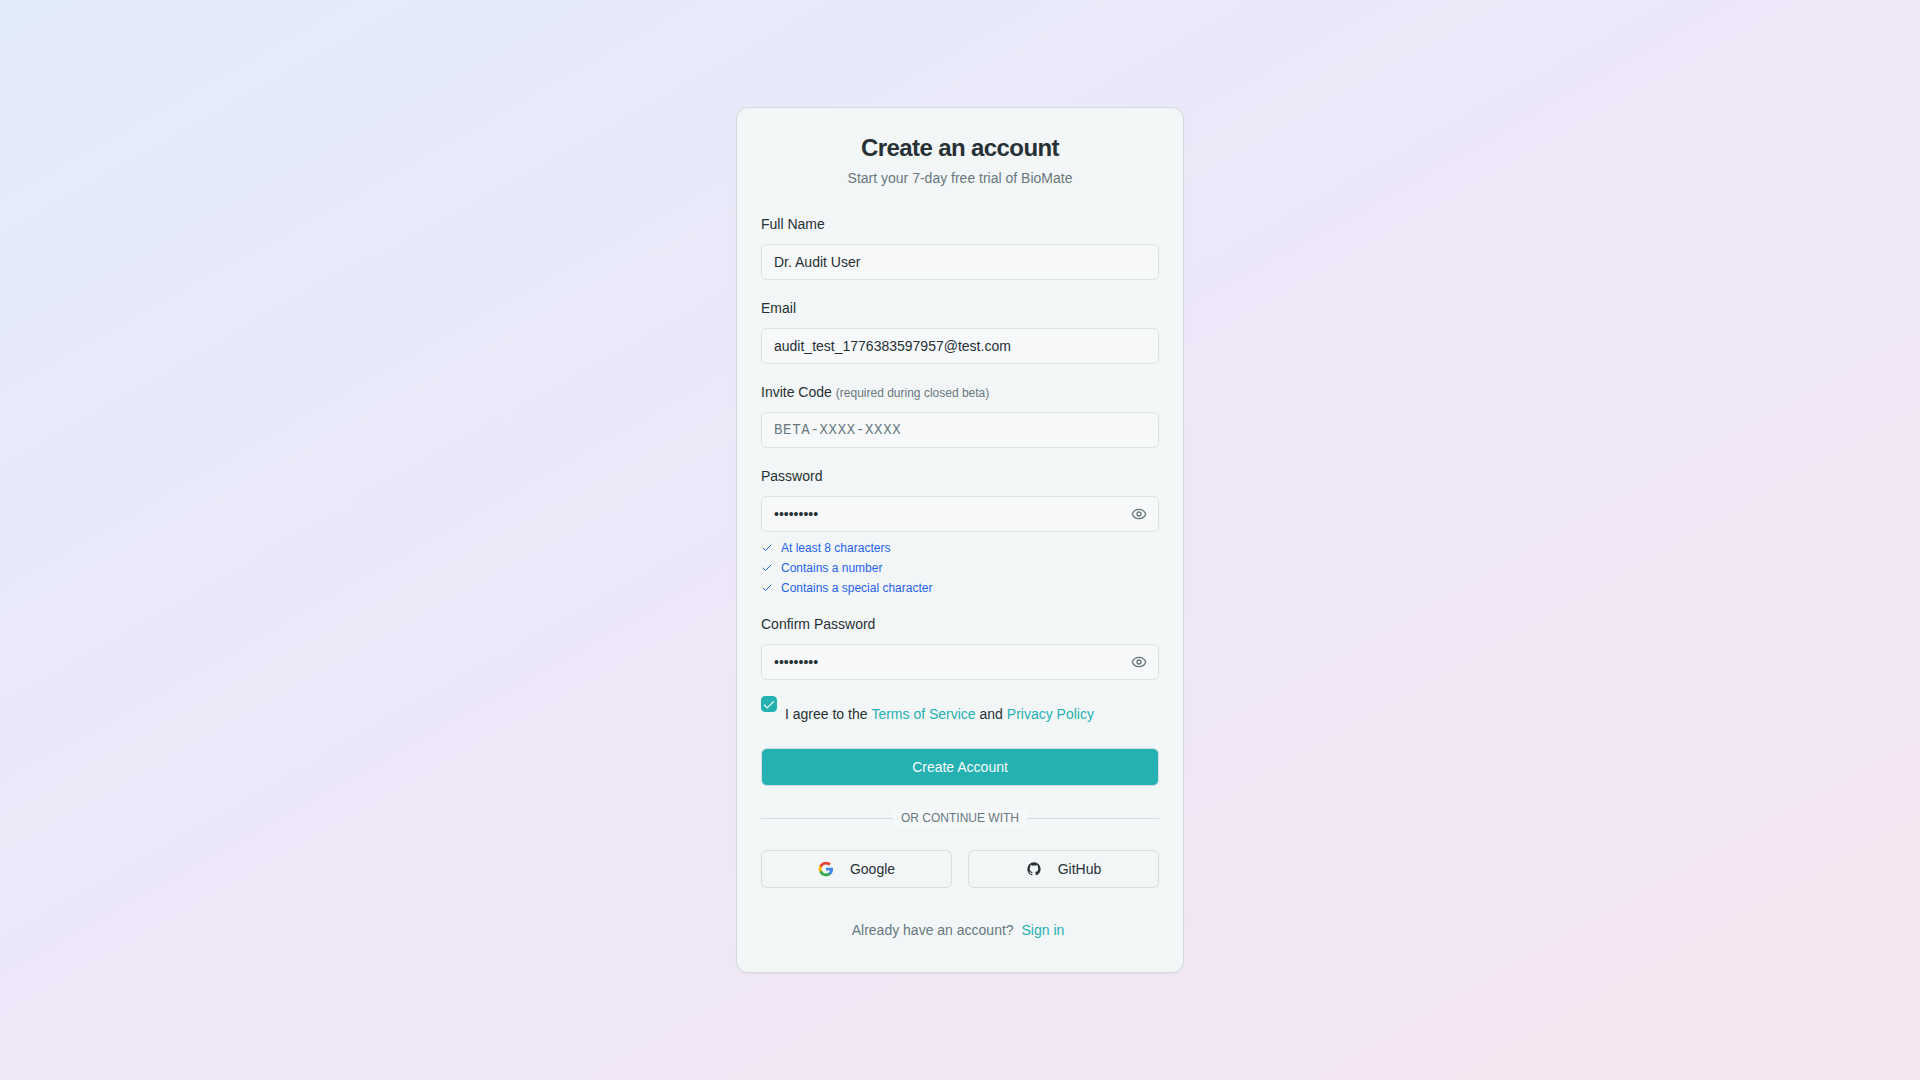 Create an account
Start your 7-day free trial of BioMate
Full Name
Dr. Audit User
Email
audit_test_1776383597957@test.com
Invite Code (required during closed beta)
BETA-XXXX-XXXX
Password
•••••••••
At least 8 characters
Contains a number
Contains a special character
Confirm Password
•••••••••
I agree to the Terms of Service and Privacy Policy
Create Account
OR CONTINUE WITH
Google
GitHub
Already have an account? Sign in